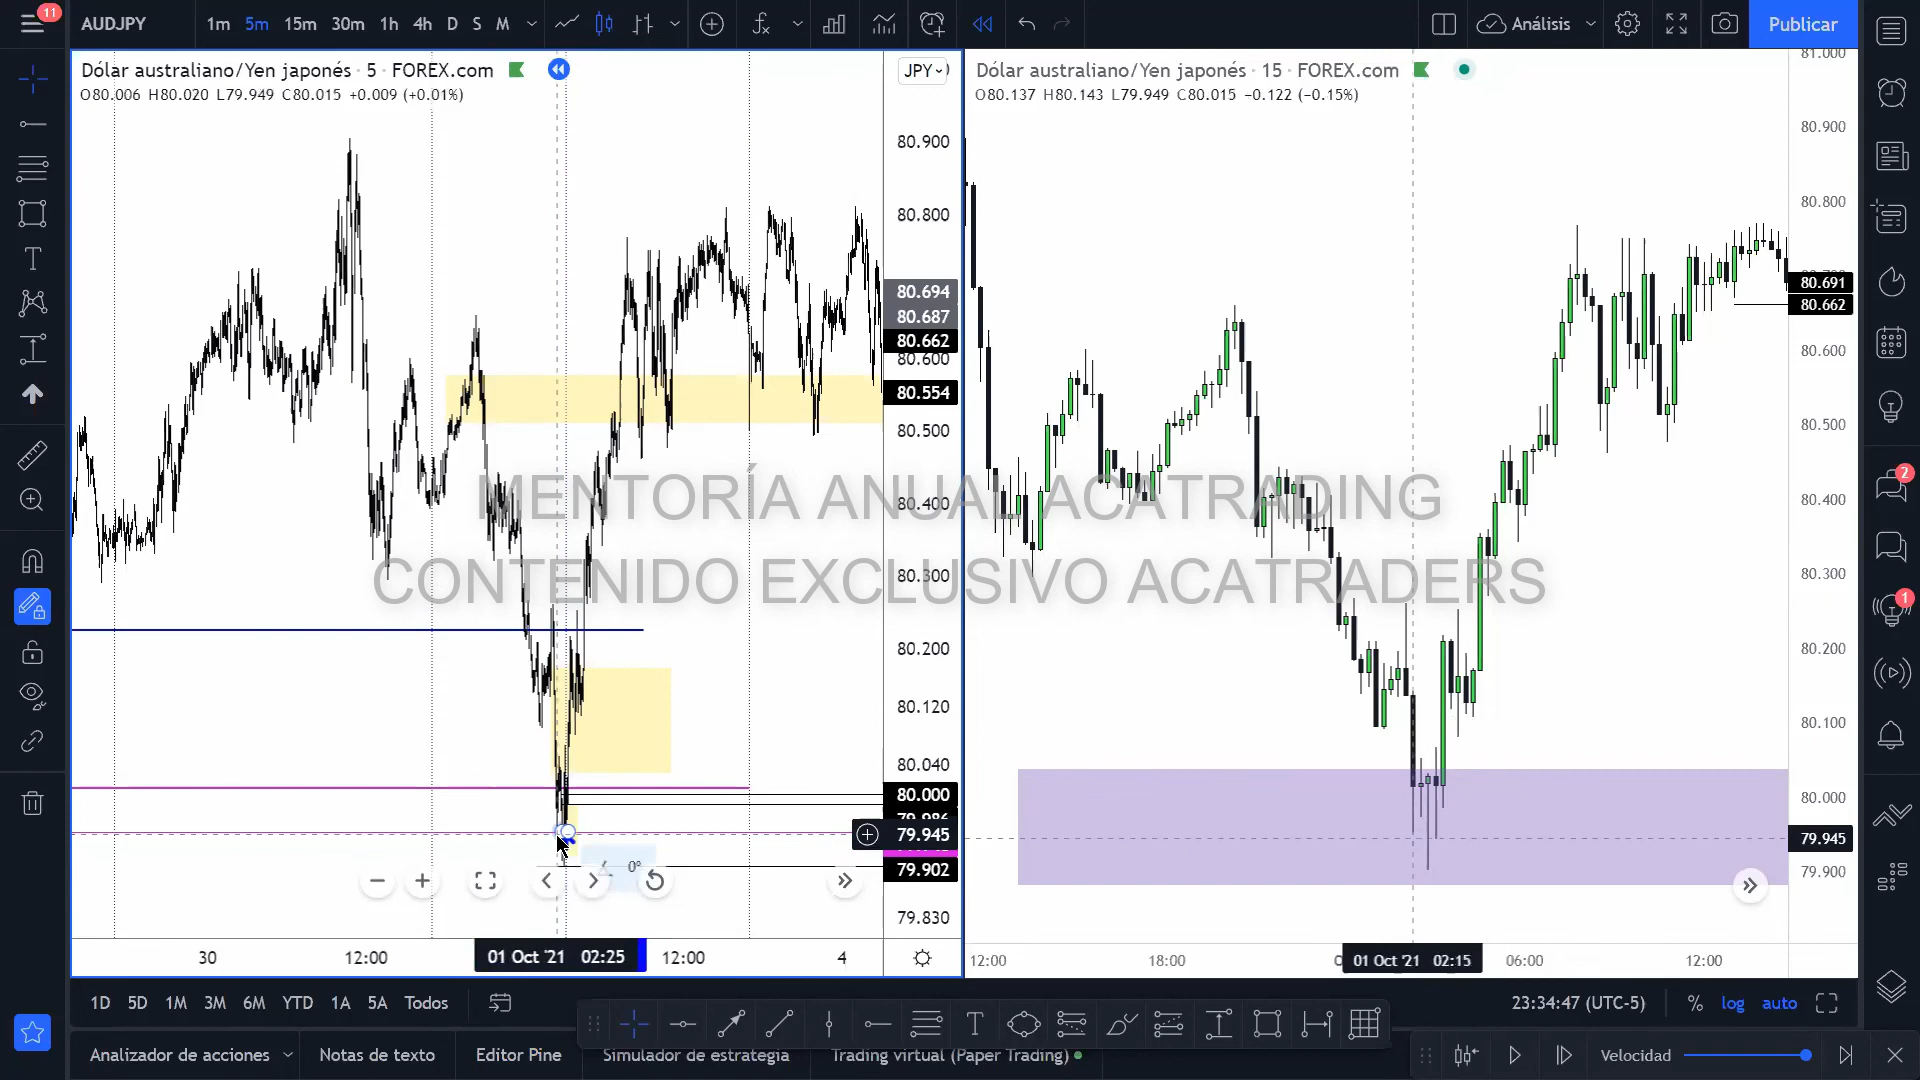 11
AUDJPY
1m 5m 15m 30m 1h 4h D S M
Análisis
Publicar
Dólar australiano/Yen japonés · 5 · FOREX.com
O80.006 H80.020 L79.949 C80.015 +0.009 (+0.01%)
JPY
80.900
80.800
80.694
80.687
80.662
80.600
80.554
80.500
80.400
80.300
80.200
80.120
80.040
80.000
79.986
79.945
79.902
79.830
0°
30
12:00
01 Oct '21 02:25
12:00
4
Dólar australiano/Yen japonés · 15 · FOREX.com
O80.137 H80.143 L79.949 C80.015 −0.122 (−0.15%)
81.000
80.900
80.800
80.691
80.662
80.600
80.500
80.400
80.300
80.200
80.100
80.000
79.945
79.900
12:00
18:00
01 Oct '21 02:15
06:00
12:00
MENTORÍA ANUAL ACATRADING
CONTENIDO EXCLUSIVO ACATRADERS
2
1
1D 5D 1M 3M 6M YTD 1A 5A Todos
23:34:47 (UTC-5)
% log auto
Analizador de acciones
Notas de texto
Editor Pine
Simulador de estrategia
Trading virtual (Paper Trading)
Velocidad